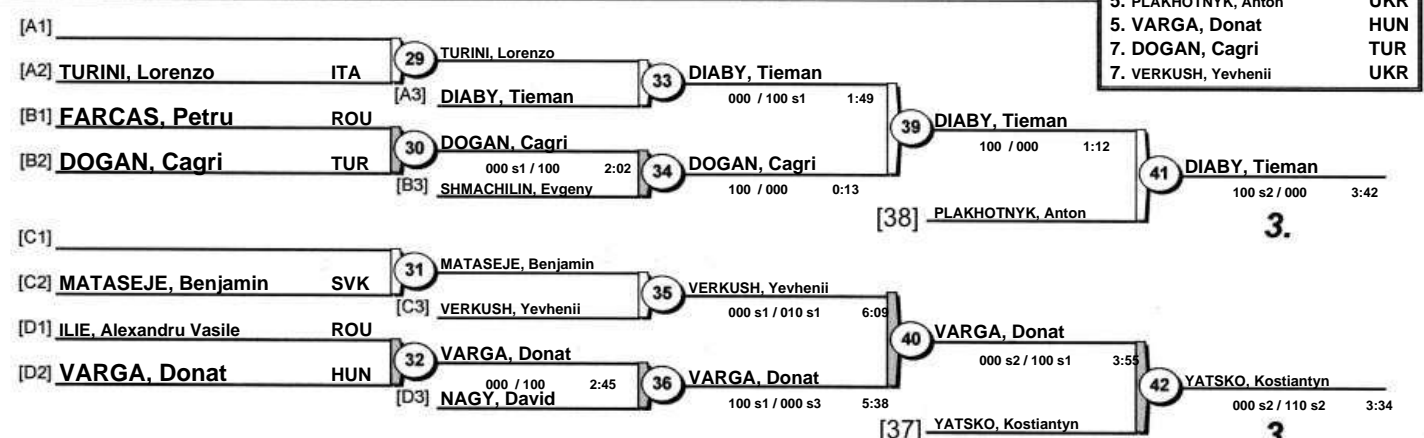 5. PLAKHOTNYK, Anton UKR
5. VARGA, Donat HUN
7. DOGAN, Cagri TUR
7. VERKUSH, Yevhenii UKR
[A1]
29 TURINI, Lorenzo
[A2] TURINI, Lorenzo ITA
33 DIABY, Tieman
000 / 100 s1 1:49
[A3] DIABY, Tieman
[B1] FARCAS, Petru ROU
39 DIABY, Tieman
100 / 000 1:12
30 DOGAN, Cagri
000 s1 / 100 2:02
[B2] DOGAN, Cagri TUR
34 DOGAN, Cagri
100 / 000 0:13
41 DIABY, Tieman
100 s2 / 000 3:42
[B3] SHMACHILIN, Evgeny
[38] PLAKHOTNYK, Anton
3.
[C1]
31 MATASEJE, Benjamin
[C2] MATASEJE, Benjamin SVK
35 VERKUSH, Yevhenii
000 s1 / 010 s1 6:09
[C3] VERKUSH, Yevhenii
[D1] ILIE, Alexandru Vasile ROU
40 VARGA, Donat
000 s2 / 100 s1 3:55
32 VARGA, Donat
000 / 100 2:45
[D2] VARGA, Donat HUN
36 VARGA, Donat
100 s1 / 000 s3 5:38
42 YATSKO, Kostiantyn
000 s2 / 110 s2 3:34
[D3] NAGY, David
[37] YATSKO, Kostiantyn
3